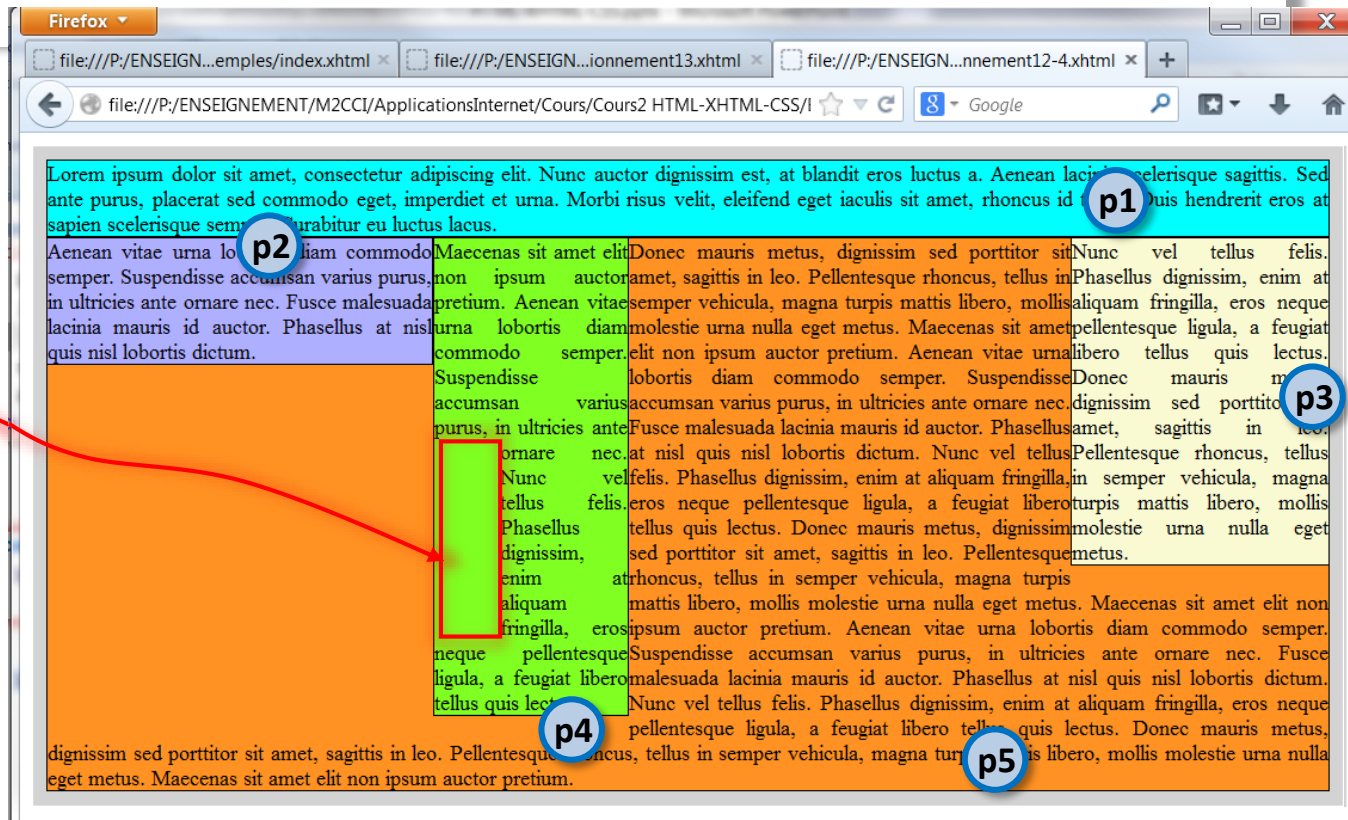 Firefox
file:///P:/ENSEIGN...emples/index.xhtml
file:///P:/ENSEIGN...ionnement13.xhtml
file:///P:/ENSEIGN...nnement12-4.xhtml
file:///P:/ENSEIGNEMENT/M2CCI/ApplicationsInternet/Cours/Cours2 HTML-XHTML-CSS/
Google
Lorem ipsum dolor sit amet, consectetur adipiscing elit. Nunc auctor dignissim est, at blandit eros luctus a. Aenean sagittis. Sed
ante purus, placerat sed commodo eget, imperdiet et urna. Morbi risus velit, eleifend eget iaculis sit amet, rhoncus id hendrerit eros at
sapien scelerisque eu luctus lacus.
p1
Aenean vitae urna diam commodo
semper. Suspendisse accumsan varius purus,
in ultricies ante ornare nec. Fusce malesuada
lacinia mauris id auctor. Phasellus at nisl
quis nisl lobortis dictum.
p2
Maecenas sit amet elit
non ipsum auctor
pretium. Aenean vitae
urna lobortis diam
commodo semper.
Suspendisse
accumsan varius
purus, in ultricies ante
ornare nec.
Nunc vel
tellus felis.
Phasellus
dignissim,
enim at
aliquam
fringilla, eros
neque pellentesque
ligula, a feugiat libero
tellus quis
p4
Donec mauris metus, dignissim sed porttitor sit
amet, sagittis in leo. Pellentesque rhoncus, tellus in
semper vehicula, magna turpis mattis libero, mollis
molestie urna nulla eget metus. Maecenas sit amet
elit non ipsum auctor pretium. Aenean vitae urna
lobortis diam commodo semper. Suspendisse
accumsan varius purus, in ultricies ante ornare nec.
Fusce malesuada lacinia mauris id auctor. Phasellus
at nisl quis nisl lobortis dictum. Nunc vel tellus
felis. Phasellus dignissim, enim at aliquam fringilla,
eros neque pellentesque ligula, a feugiat libero
tellus quis lectus. Donec mauris metus, dignissim
sed porttitor sit amet, sagittis in leo. Pellentesque
rhoncus, tellus in semper vehicula, magna turpis
mattis libero, mollis molestie urna nulla eget metus. Maecenas sit amet elit non
ipsum auctor pretium. Aenean vitae urna lobortis diam commodo semper.
Suspendisse accumsan varius purus, in ultricies ante ornare nec. Fusce
malesuada lacinia mauris id auctor. Phasellus at nisl quis nisl lobortis dictum.
Nunc vel tellus felis. Phasellus dignissim, enim at aliquam fringilla, eros neque
pellentesque ligula, a feugiat libero tellus quis lectus. Donec mauris metus,
dignissim sed porttitor sit amet, sagittis in leo. tellus in semper vehicula, magna libero, mollis molestie urna nulla
eget metus. Maecenas sit amet elit non ipsum auctor pretium.
p5
Nunc vel tellus felis.
Phasellus dignissim, enim at
aliquam fringilla, eros neque
pellentesque ligula, a feugiat
libero tellus quis lectus.
Donec mauris
dignissim sed
amet, sagittis in leo.
Pellentesque rhoncus, tellus
in semper vehicula, magna
turpis mattis libero, mollis
molestie urna nulla eget
metus.
p3